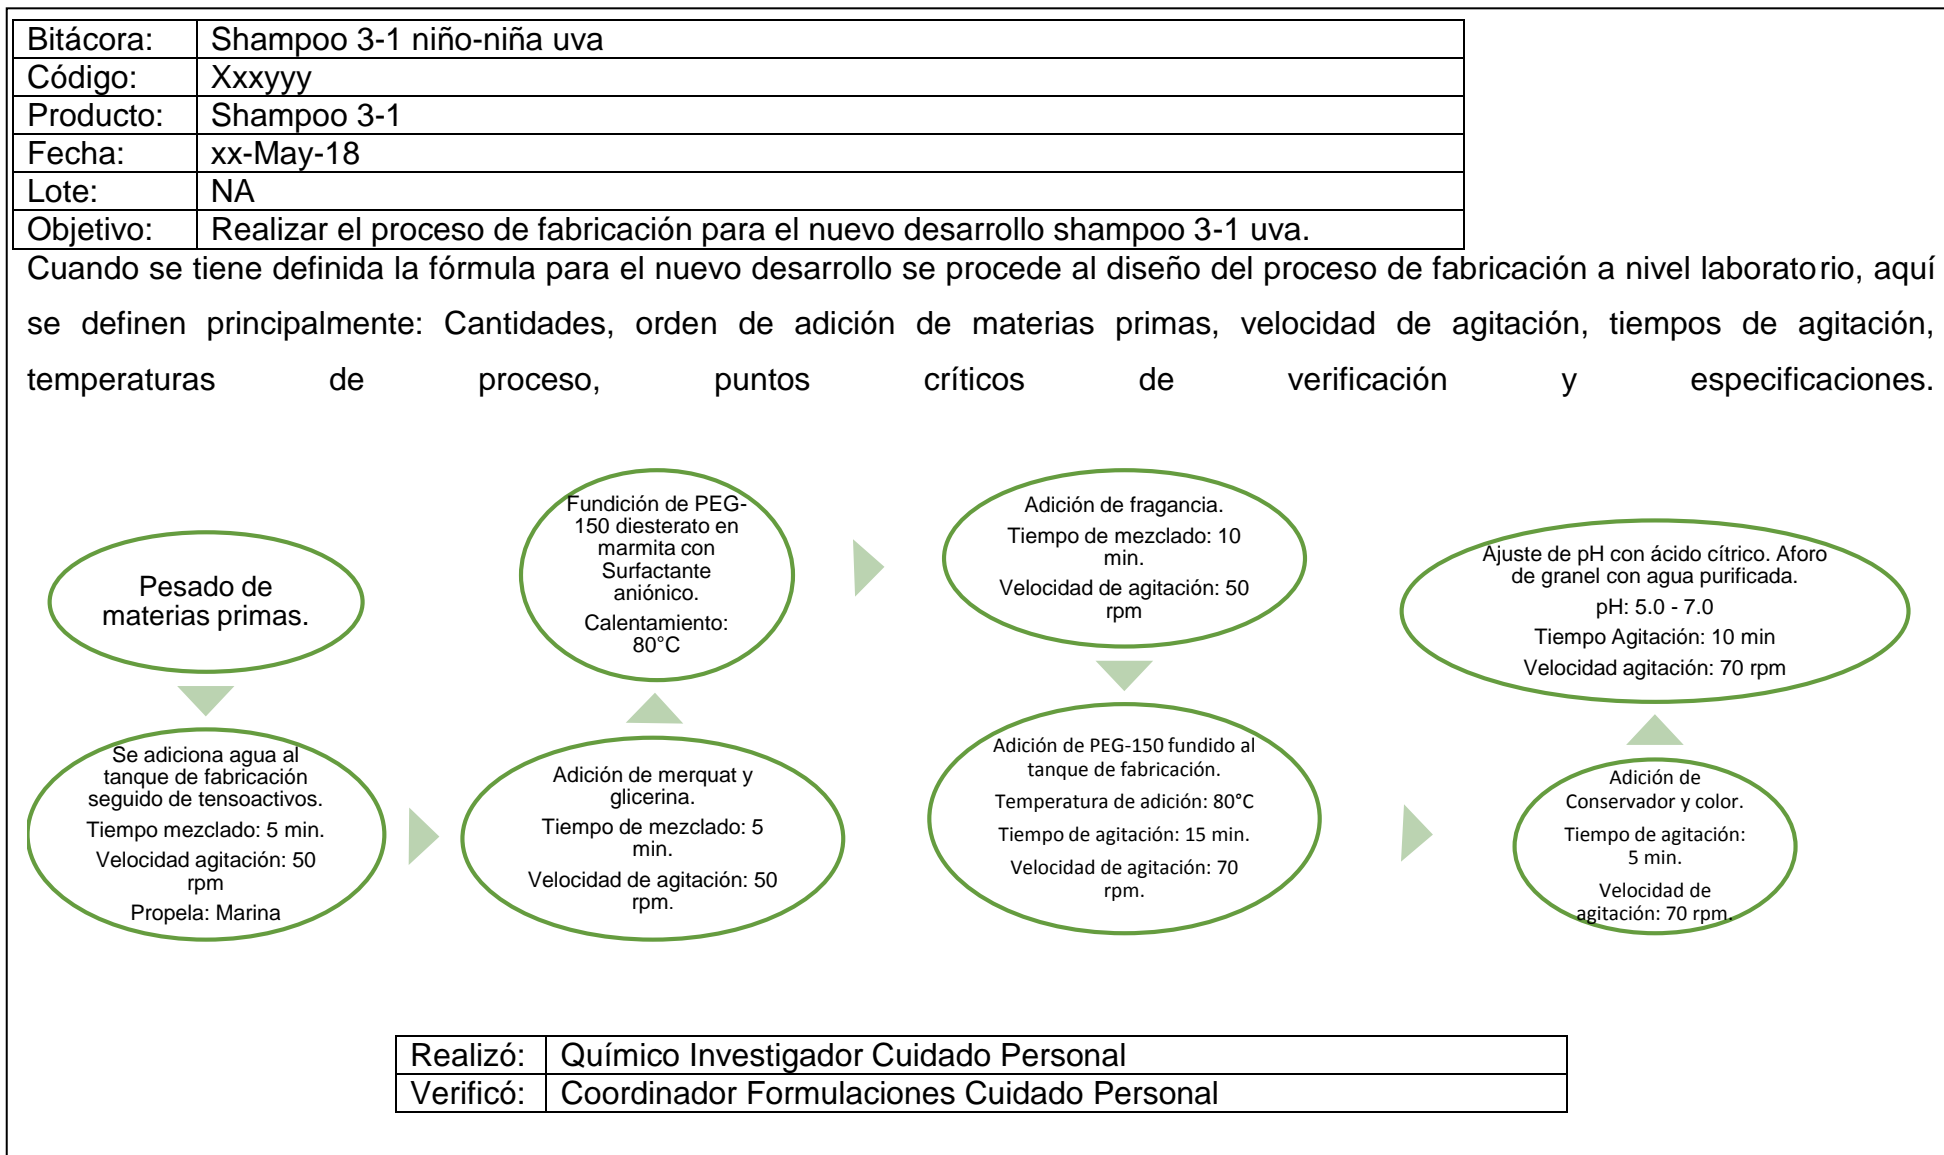 Bitácora: Shampoo 3-1 niño-niña uva
Código: Xxxyyy
Producto: Shampoo 3-1
Fecha: xx-May-18
Lote: NA
Objetivo: Realizar el proceso de fabricación para el nuevo desarrollo shampoo 3-1 uva.
Cuando se tiene definida la fórmula para el nuevo desarrollo se procede al diseño del proceso de fabricación a nivel laboratorio, aquí
se definen principalmente: Cantidades, orden de adición de materias primas, velocidad de agitación, tiempos de agitación,
temperaturas de proceso, puntos críticos de verificación y especificaciones.
Pesado de
materias primas.
Se adiciona agua al
tanque de fabricación
seguido de tensoactivos.
Tiempo mezclado: 5 min.
Velocidad agitación: 50
rpm
Propela: Marina
Adición de merquat y
glicerina.
Tiempo de mezclado: 5
min.
Velocidad de agitación: 50
rpm.
Fundición de PEG-
150 diesterato en
marmita con
Surfactante
aniónico.
Calentamiento:
80°C
Adición de fragancia.
Tiempo de mezclado: 10
min.
Velocidad de agitación: 50
rpm
Adición de PEG-150 fundido al
tanque de fabricación.
Temperatura de adición: 80°C
Tiempo de agitación: 15 min.
Velocidad de agitación: 70
rpm.
Adición de
Conservador y color.
Tiempo de agitación:
5 min.
Velocidad de
agitación: 70 rpm.
Ajuste de pH con ácido cítrico. Aforo
de granel con agua purificada.
pH: 5.0 - 7.0
Tiempo Agitación: 10 min
Velocidad agitación: 70 rpm
Realizó: Químico Investigador Cuidado Personal
Verificó: Coordinador Formulaciones Cuidado Personal